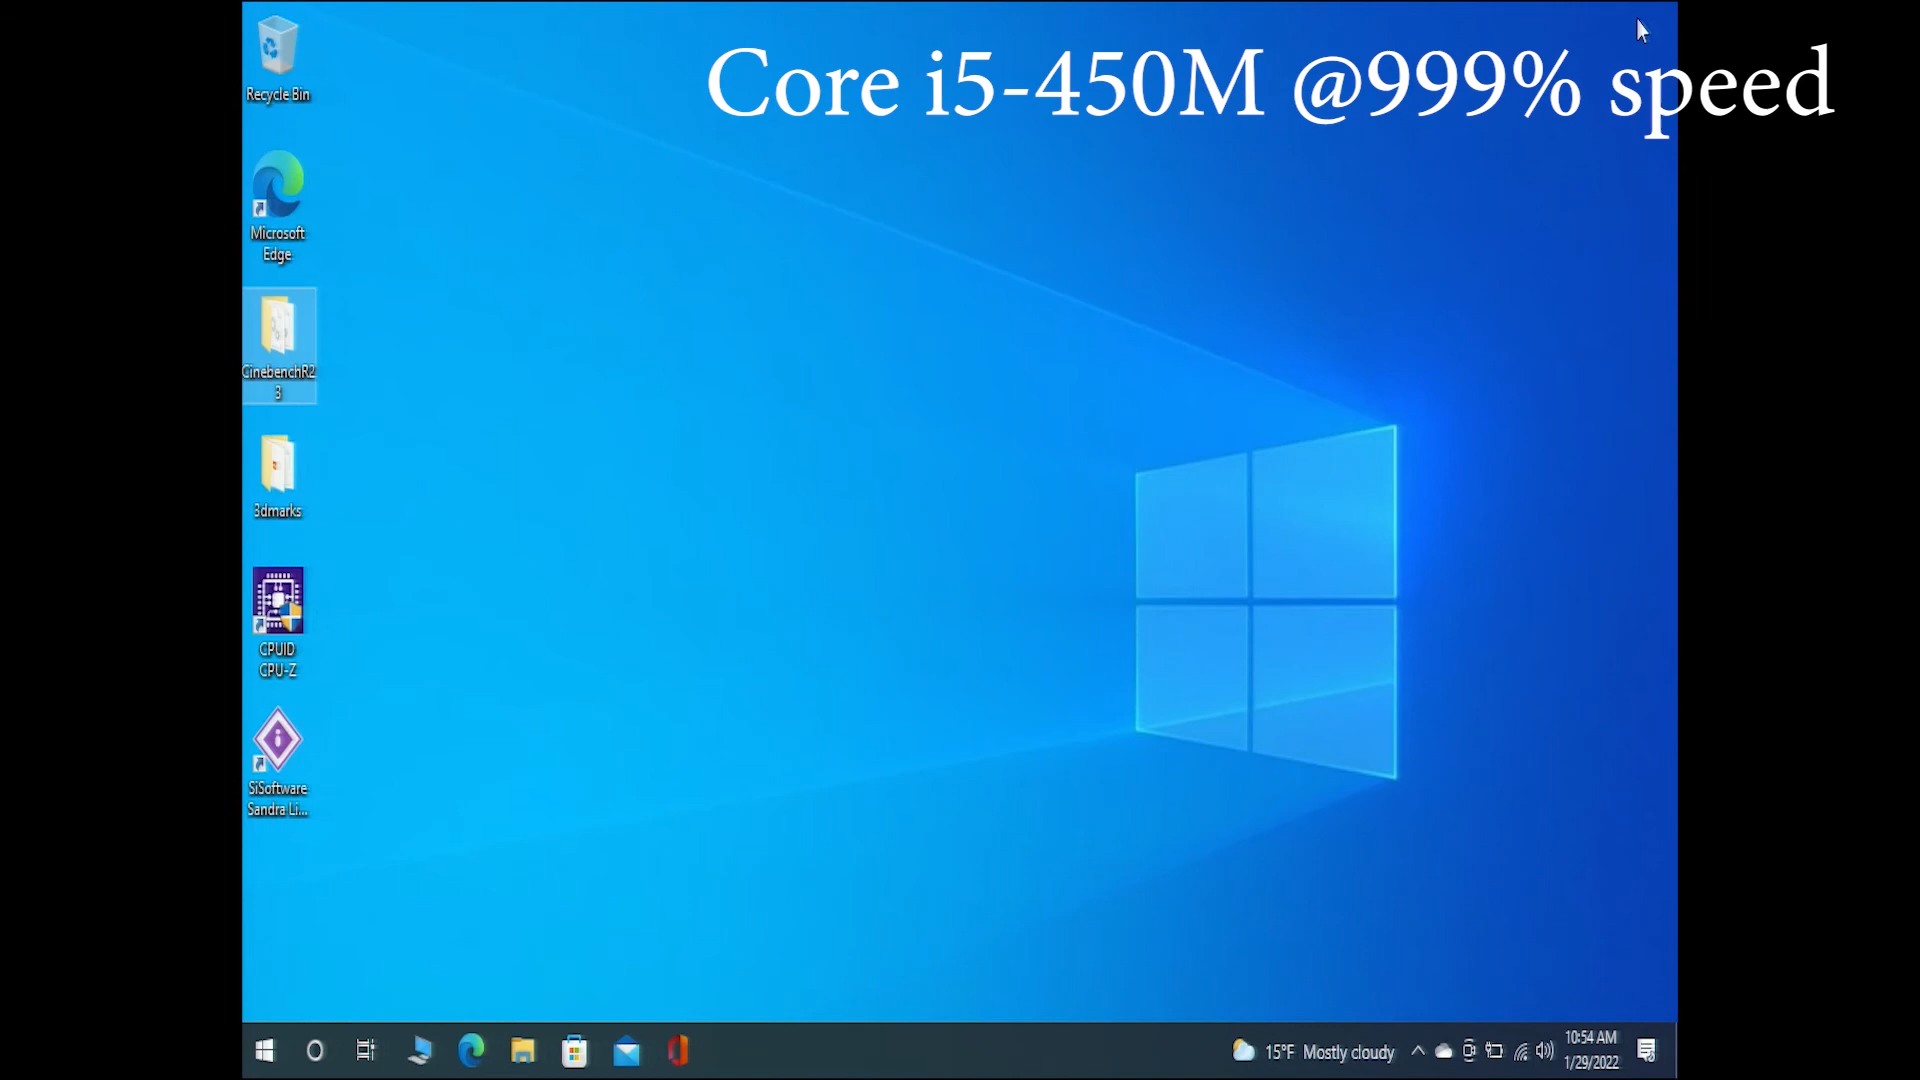 Core i5-450M @999% speed
Recycle Bin
Microsoft
Edge
CinebenchR2
3
3dmarks
CPUID
CPU-Z
SiSoftware
Sandra Li...
15°F Mostly cloudy
10:54 AM
1/29/2022